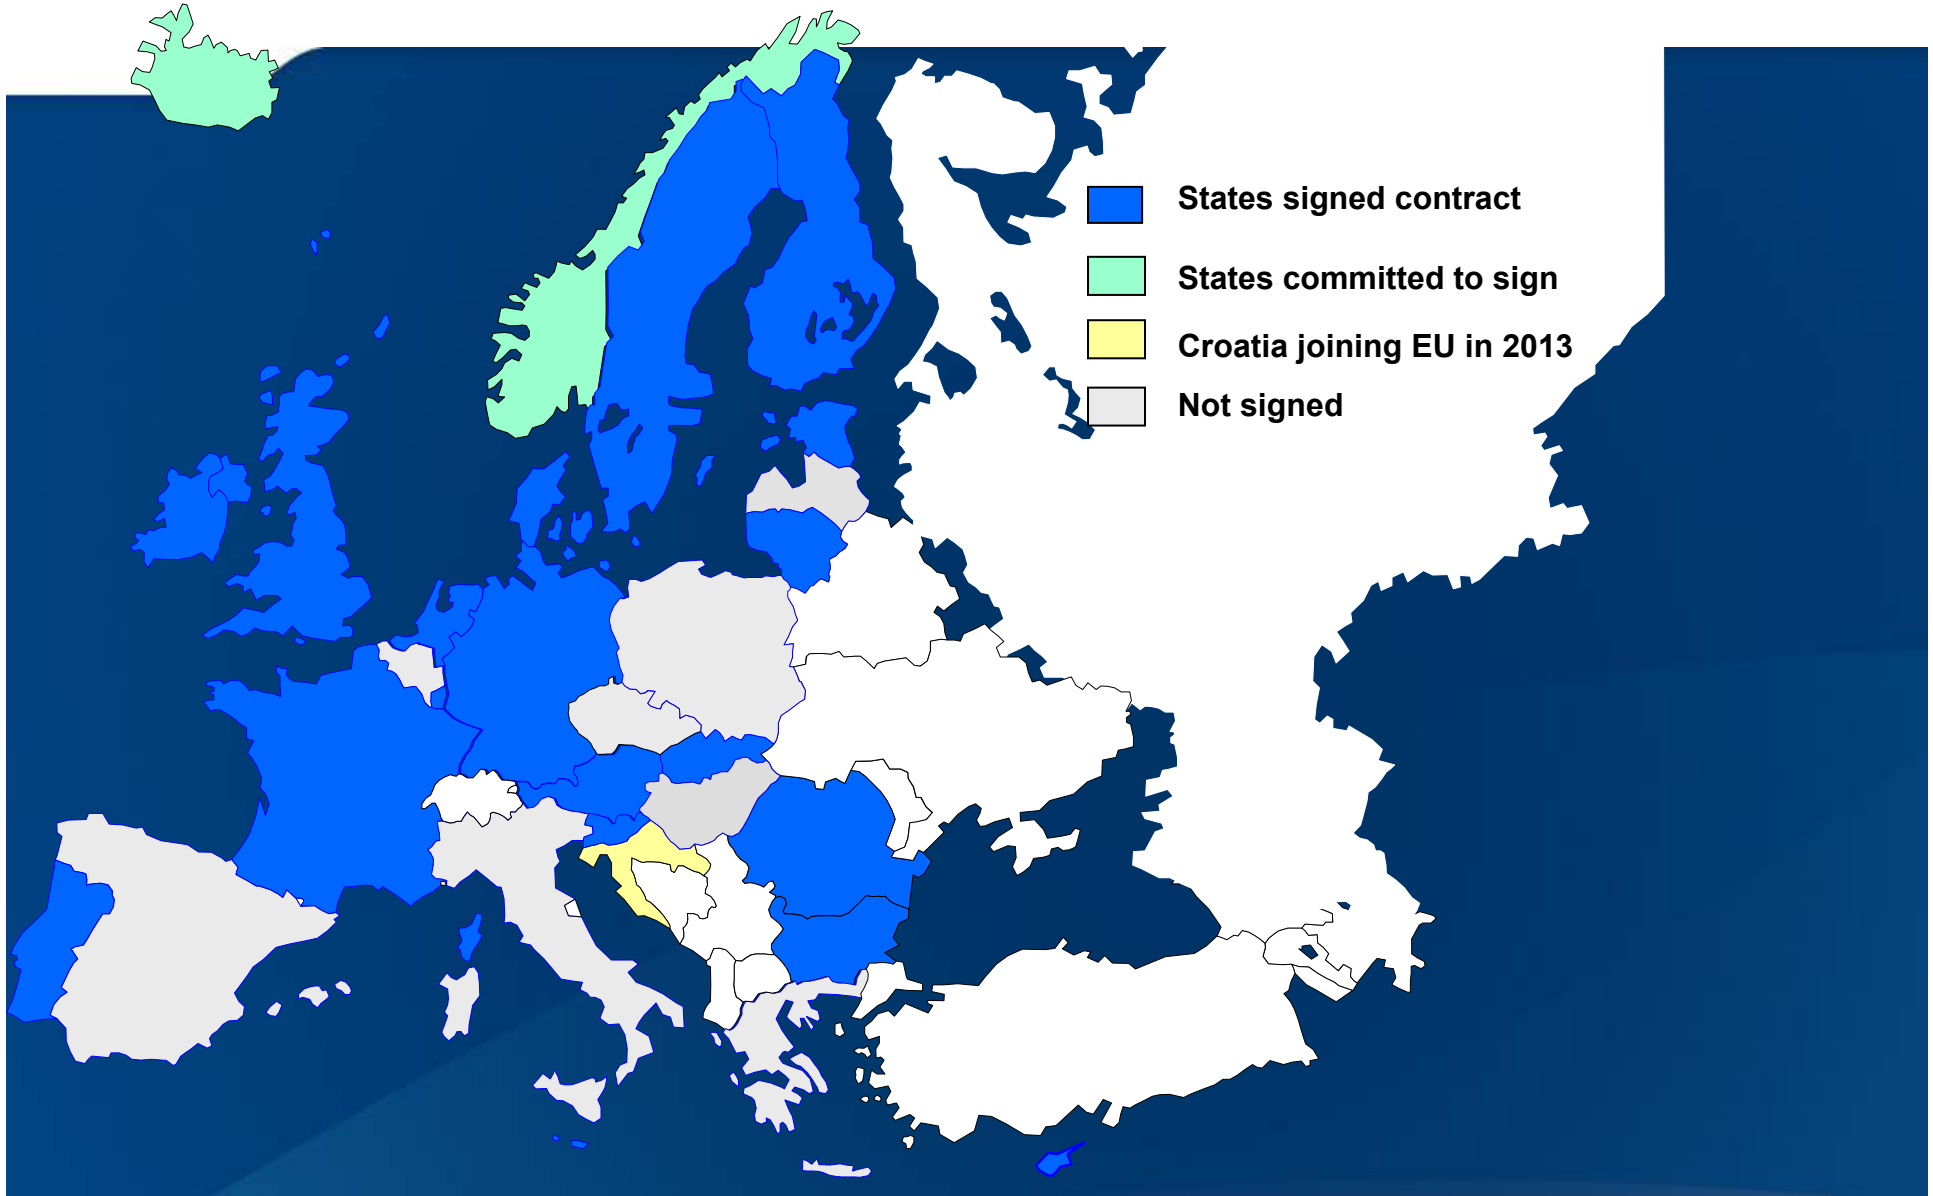 States signed contract
States committed to sign
Croatia joining EU in 2013
Not signed